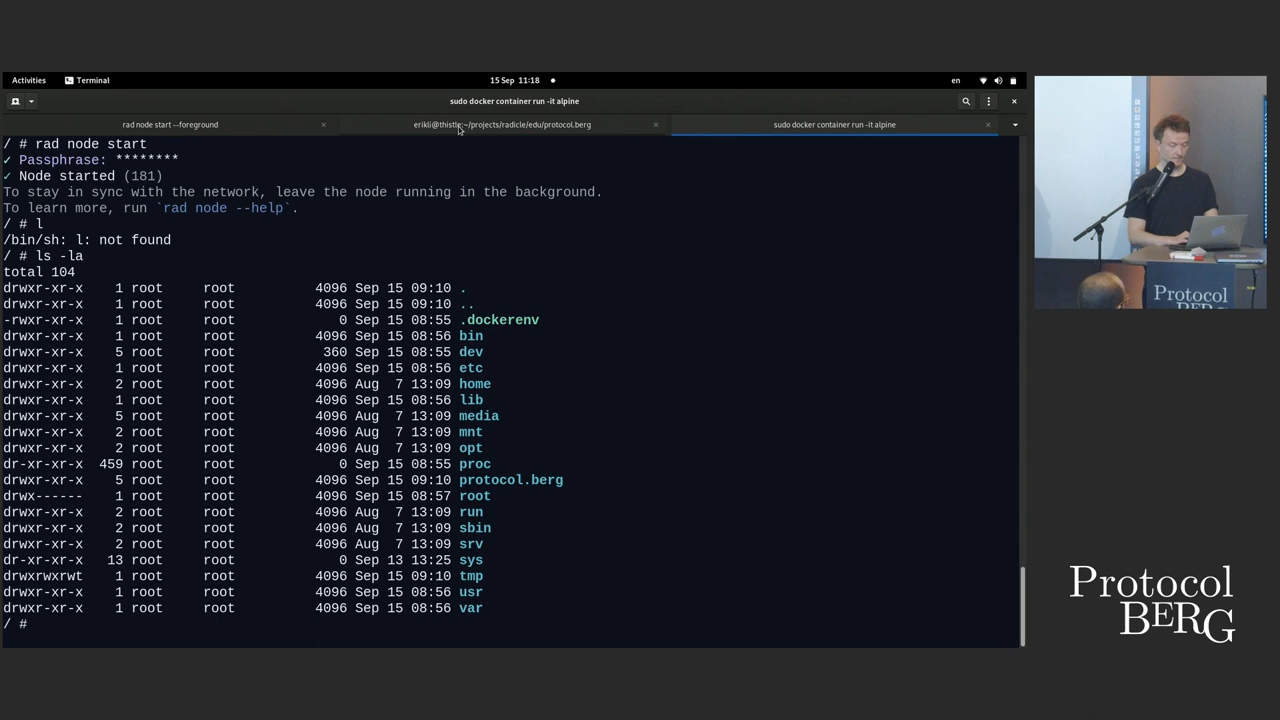 Activities
Terminal
15 Sep 11:18
en
sudo docker container run -it alpine
rad node start --foreground
erikli@thistle:~/projects/radicle/edu/protocol.berg
sudo docker container run -it alpine
/ # rad node start
✓ Passphrase: ********
✓ Node started (181)
To stay in sync with the network, leave the node running in the background.
To learn more, run `rad node --help`.
/ # l
/bin/sh: l: not found
/ # ls -la
total 104
drwxr-xr-x    1 root     root          4096 Sep 15 09:10 .
drwxr-xr-x    1 root     root          4096 Sep 15 09:10 ..
-rwxr-xr-x    1 root     root             0 Sep 15 08:55 .dockerenv
drwxr-xr-x    1 root     root          4096 Sep 15 08:56 bin
drwxr-xr-x    5 root     root           360 Sep 15 08:55 dev
drwxr-xr-x    1 root     root          4096 Sep 15 08:56 etc
drwxr-xr-x    2 root     root          4096 Aug  7 13:09 home
drwxr-xr-x    1 root     root          4096 Sep 15 08:56 lib
drwxr-xr-x    5 root     root          4096 Aug  7 13:09 media
drwxr-xr-x    2 root     root          4096 Aug  7 13:09 mnt
drwxr-xr-x    2 root     root          4096 Aug  7 13:09 opt
dr-xr-xr-x  459 root     root             0 Sep 15 08:55 proc
drwxr-xr-x    5 root     root          4096 Sep 15 09:10 protocol.berg
drwx------    1 root     root          4096 Sep 15 08:57 root
drwxr-xr-x    2 root     root          4096 Aug  7 13:09 run
drwxr-xr-x    2 root     root          4096 Aug  7 13:09 sbin
drwxr-xr-x    2 root     root          4096 Aug  7 13:09 srv
dr-xr-xr-x   13 root     root             0 Sep 13 13:25 sys
drwxrwxrwt    1 root     root          4096 Sep 15 09:10 tmp
drwxr-xr-x    1 root     root          4096 Sep 15 08:56 usr
drwxr-xr-x    1 root     root          4096 Sep 15 08:56 var
/ #
Protocol
Protocol
BERG